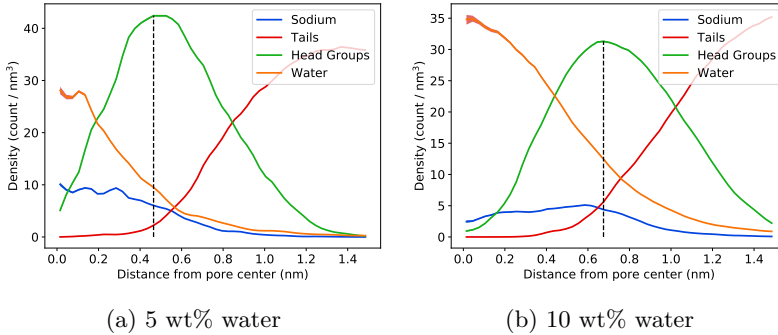 Density (count / nm³)
40
30
20
10
0
Sodium
Tails
Head Groups
Water
0.0 0.2 0.4 0.6 0.8 1.0 1.2 1.4
Distance from pore center (nm)
(a) 5 wt% water
Density (count / nm³)
35
30
25
20
15
10
5
0
Sodium
Tails
Head Groups
Water
0.0 0.2 0.4 0.6 0.8 1.0 1.2 1.4
Distance from pore center (nm)
(b) 10 wt% water